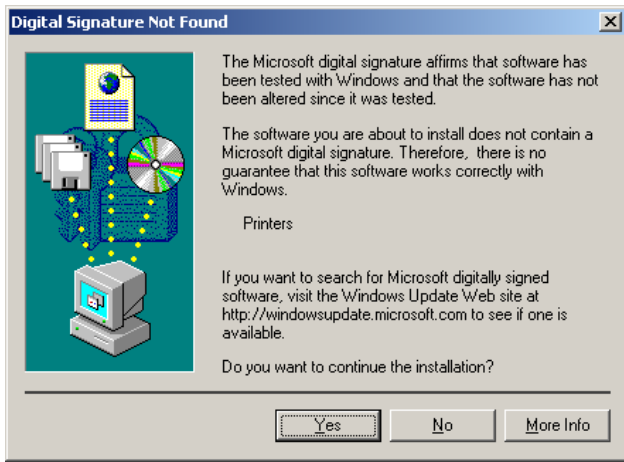 Digital Signature Not Found
The Microsoft digital signature affirms that software has
been tested with Windows and that the software has not
been altered since it was tested.
The software you are about to install does not contain a
Microsoft digital signature. Therefore,  there is no
guarantee that this software works correctly with
Windows.
Printers
If you want to search for Microsoft digitally signed
software, visit the Windows Update Web site at
http://windowsupdate.microsoft.com to see if one is
available.
Do you want to continue the installation?
Yes No More Info